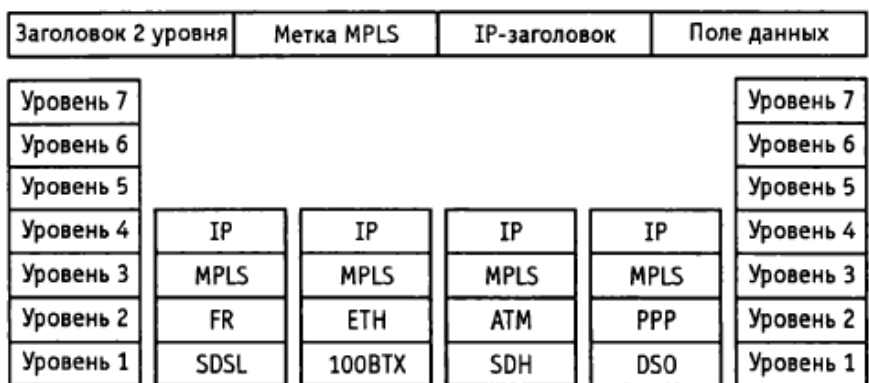 Заголовок 2 уровня Метка MPLS IP-заголовок Поле данных
Уровень 7 Уровень 7
Уровень 6 Уровень 6
Уровень 5 Уровень 5
Уровень 4 IP IP IP IP Уровень 4
Уровень 3 MPLS MPLS MPLS MPLS Уровень 3
Уровень 2 FR ETH ATM PPP Уровень 2
Уровень 1 SDSL 100BTX SDH DSO Уровень 1